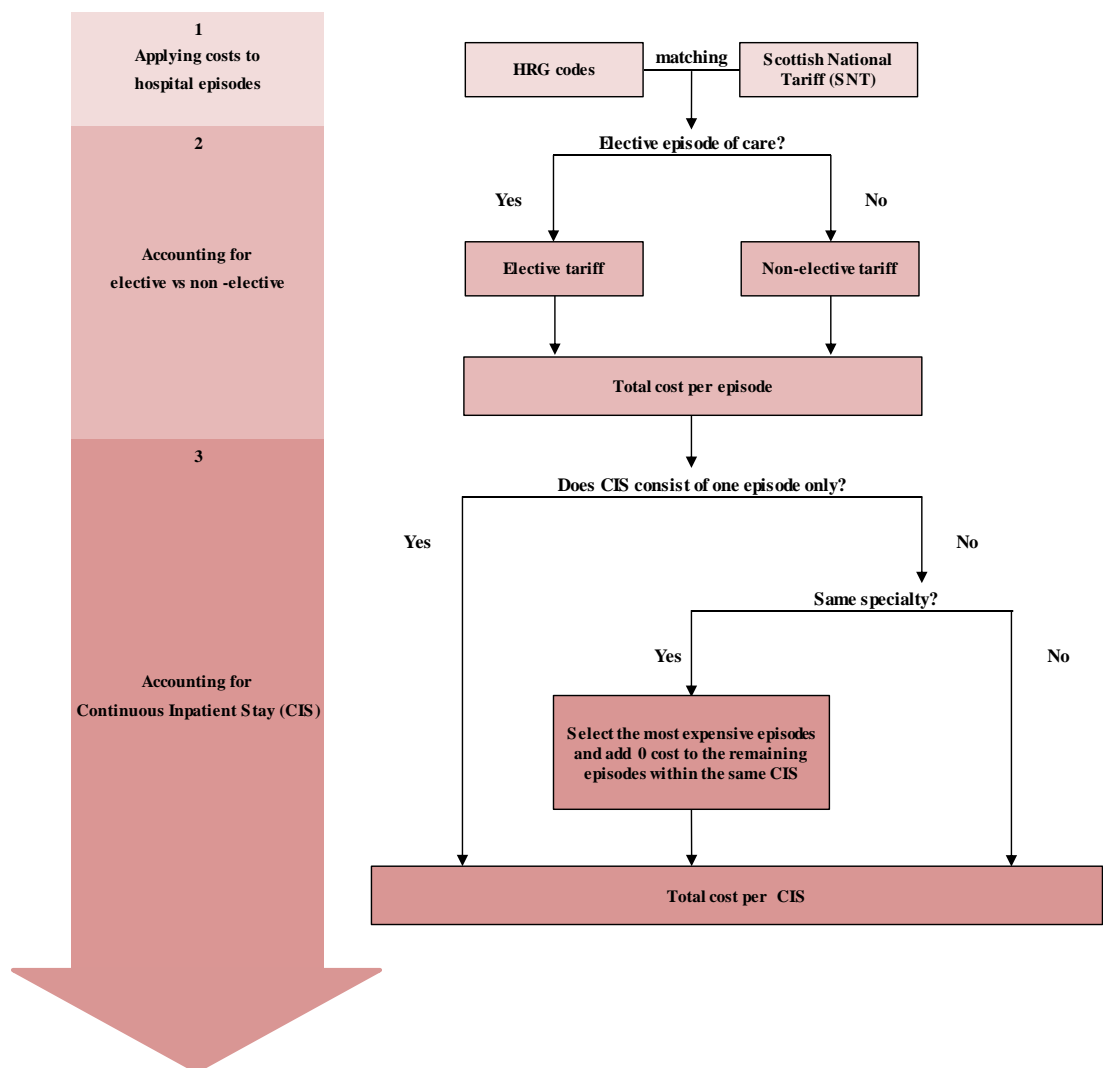 1
Applying costs to
hospital episodes
HRG codes
matching
Scottish National
Tariff (SNT)
2
Elective episode of care?
Yes
No
Accounting for
elective vs non -elective
Elective tariff
Non-elective tariff
Total cost per episode
3
Does CIS consist of one episode only?
Yes
No
Same specialty?
Yes
No
Accounting for
Continuous Inpatient Stay (CIS)
Select the most expensive episodes
and add 0 cost to the remaining
episodes within the same CIS
Total cost per CIS